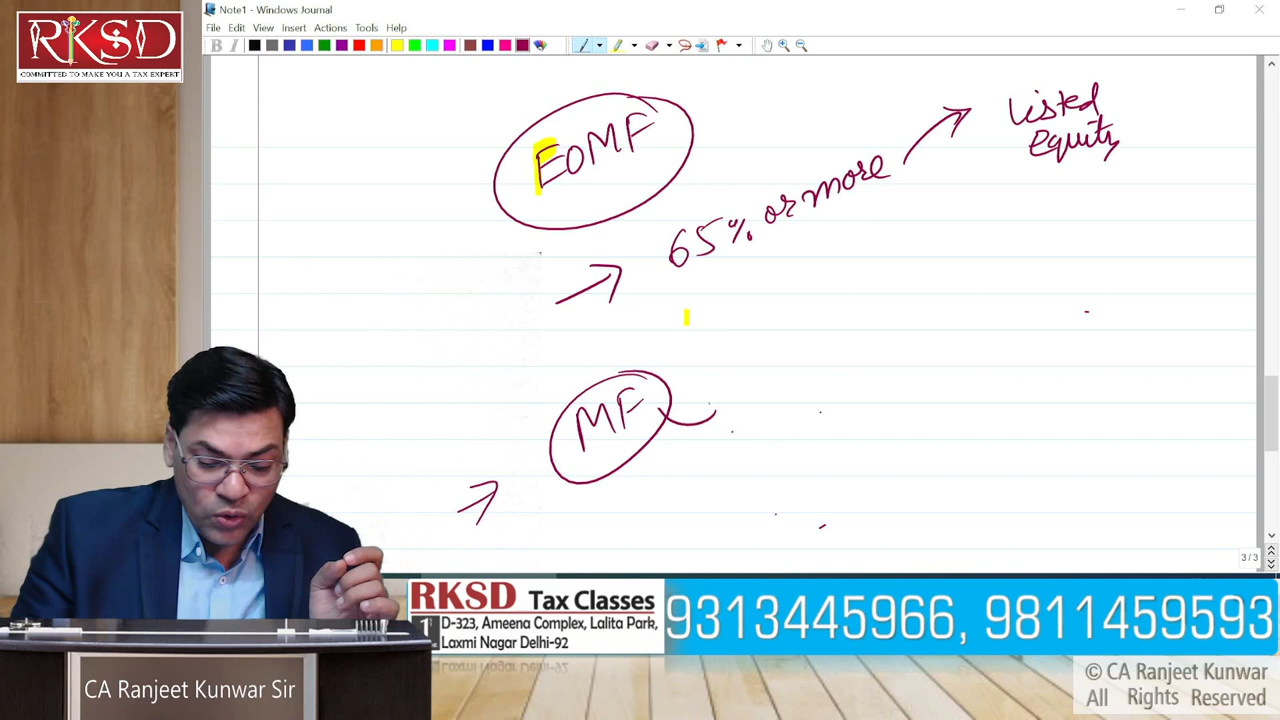 RKSD
COMMITTED TO MAKE YOU A TAX EXPERT
Note1 - Windows Journal
File Edit View Insert Actions Tools Help
B I
EOMF
65% or more
Listed
Equity
MF
3/3
RKSD Tax Classes
D-323, Ameena Complex, Lalita Park,
Laxmi Nagar Delhi-92
9313445966, 9811459593
CA Ranjeet Kunwar Sir
© CA Ranjeet Kunwar
All Rights Reserved